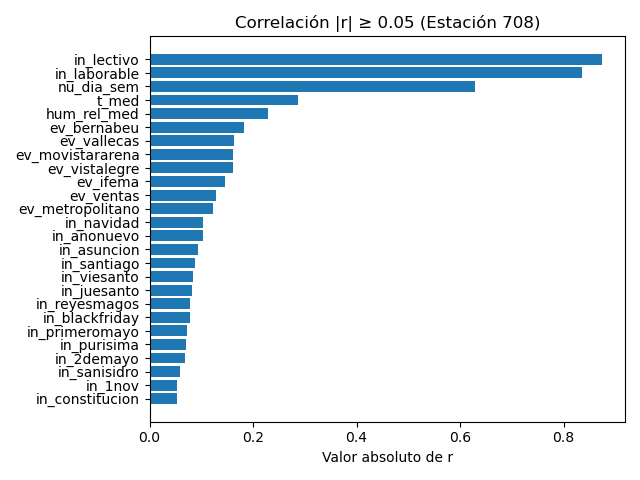 Correlación |r| ≥ 0.05 (Estación 708)
in_lectivo
in_laborable
nu_dia_sem
t_med
hum_rel_med
ev_bernabeu
ev_vallecas
ev_movistararena
ev_vistalegre
ev_ifema
ev_ventas
ev_metropolitano
in_navidad
in_anonuevo
in_asuncion
in_santiago
in_viesanto
in_juesanto
in_reyesmagos
in_blackfriday
in_primeromayo
in_purisima
in_2demayo
in_sanisidro
in_1nov
in_constitucion
0.0 0.2 0.4 0.6 0.8
Valor absoluto de r